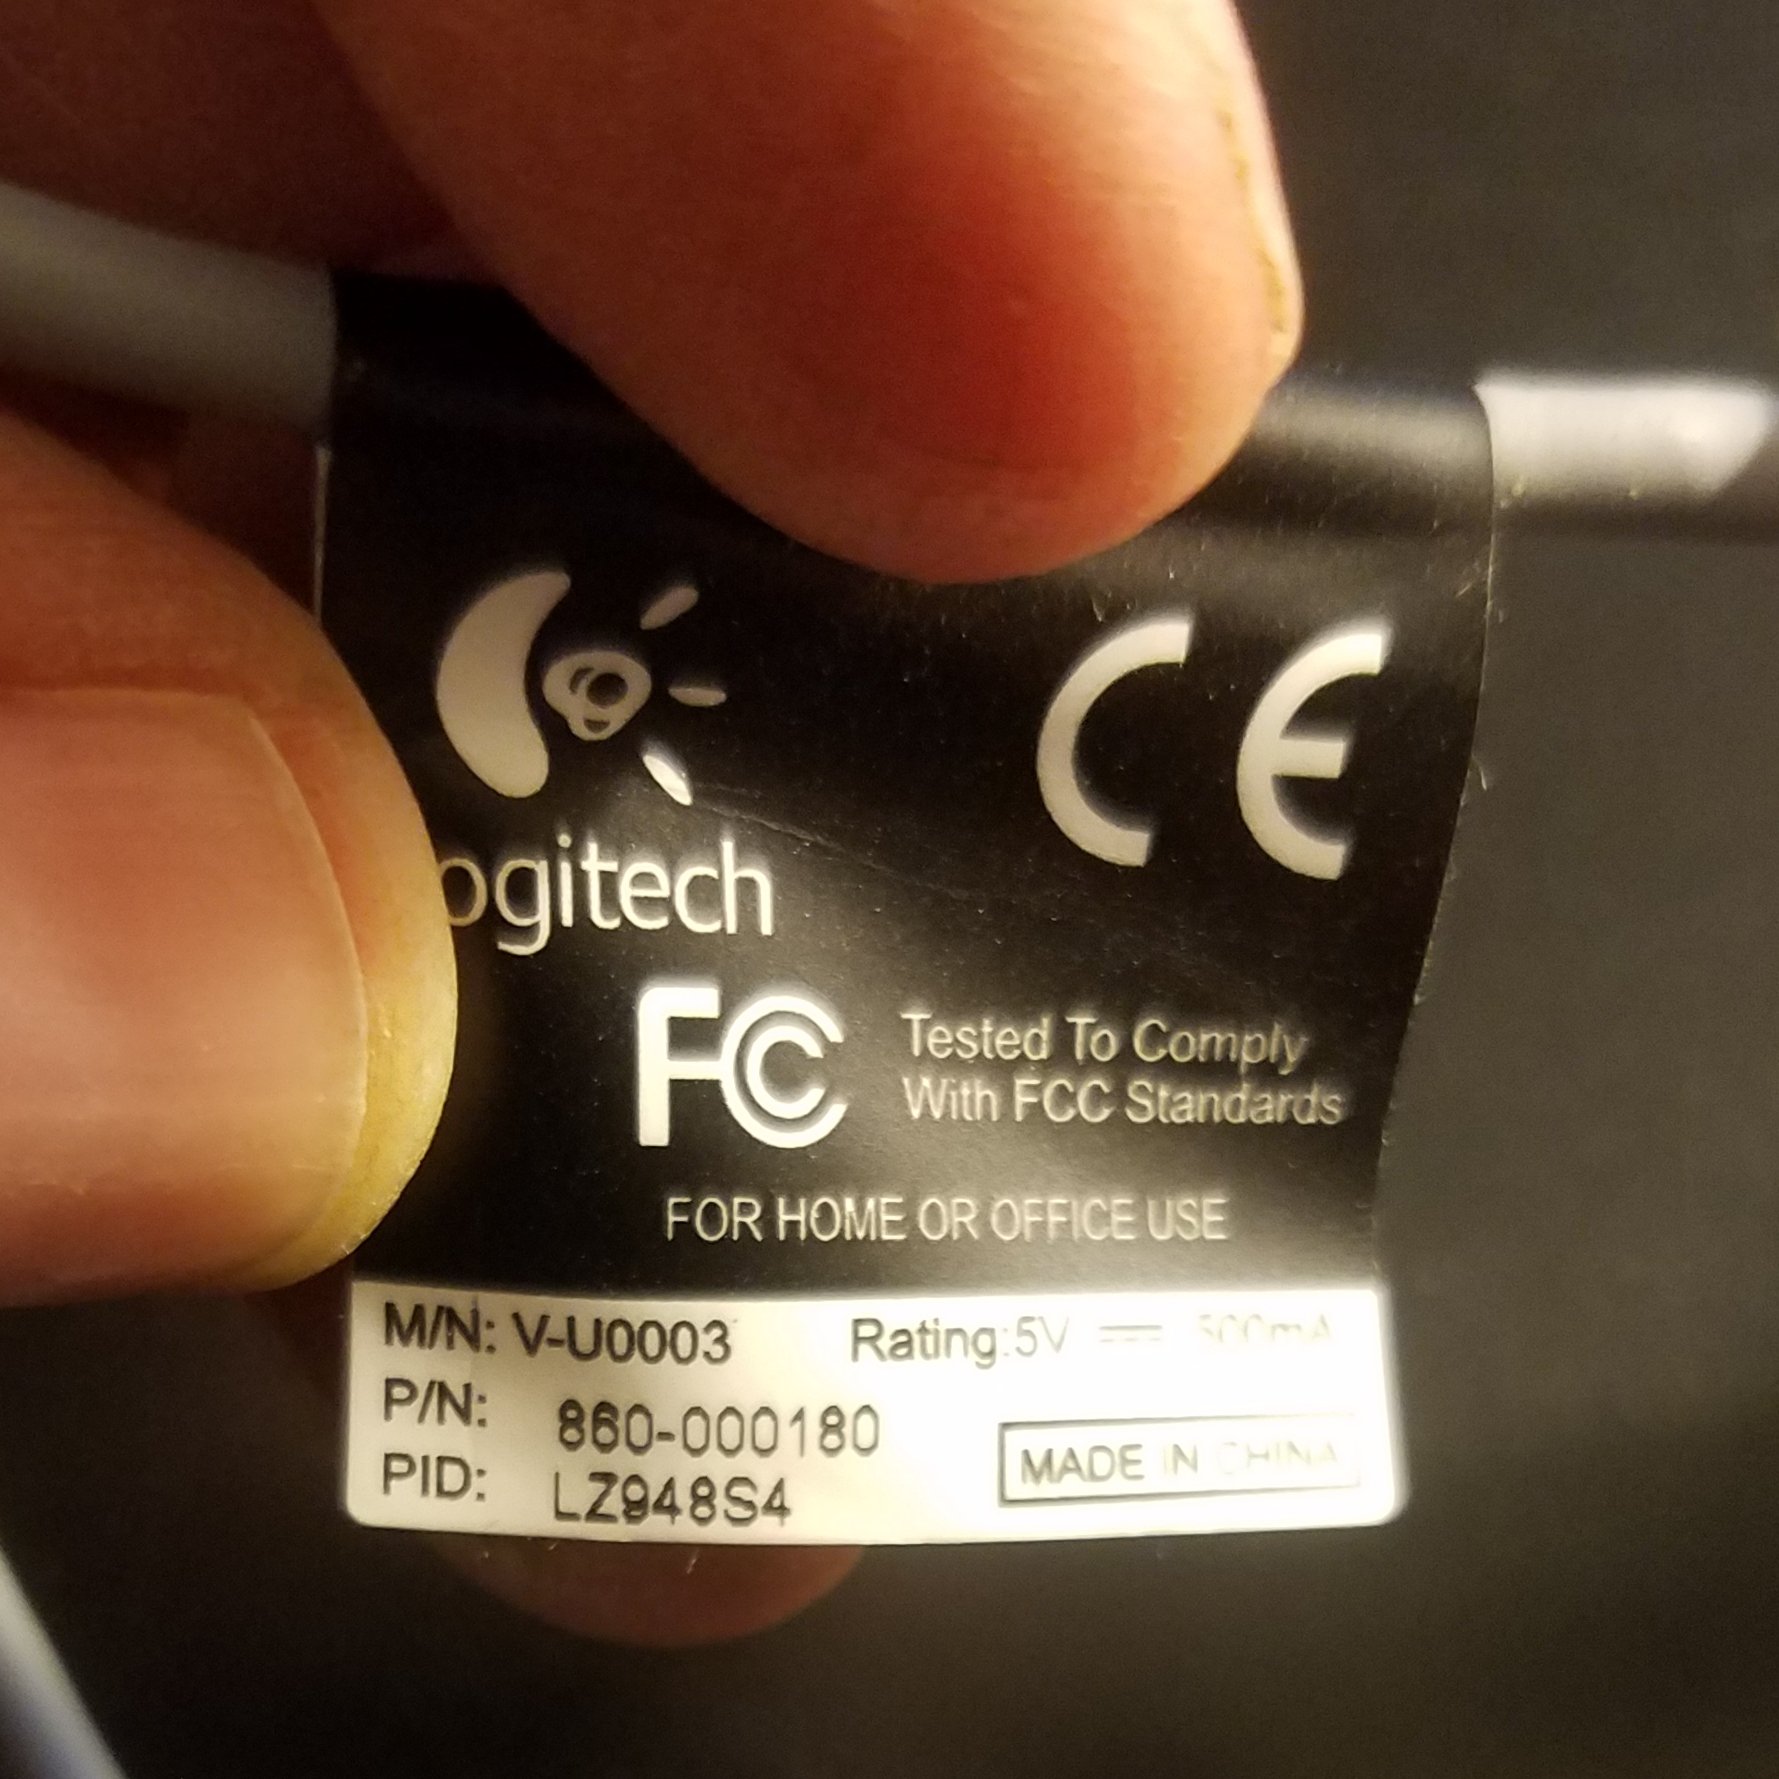 ogitech
CE
FC
Tested To Comply
With FCC Standards
FOR HOME OR OFFICE USE
M/N: V-U0003 Rating:5V 500mA
P/N: 860-000180
PID: LZ948S4
MADE IN CHINA